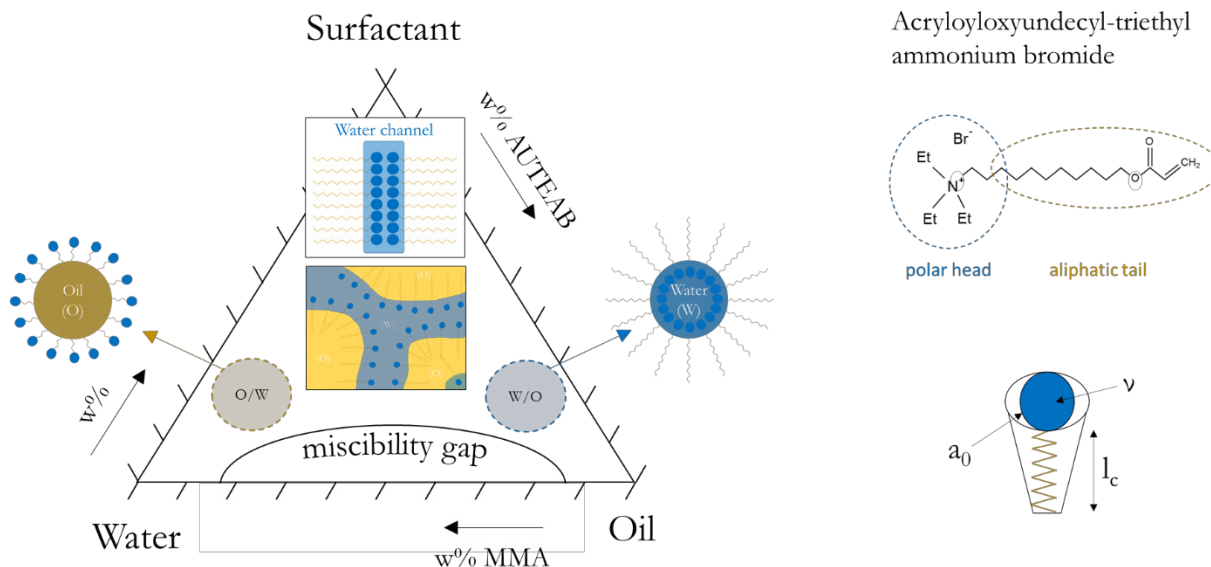 Surfactant
Acryloyloxyundecyl-triethyl
ammonium bromide
Water channel
w% AUTEAB
Br-
Et
N+
Et
Et
O
O
CH2
polar head
aliphatic tail
Oil
(O)
(O)
(W)
(O)
(O)
Water
(W)
O/W
W/O
w%
miscibility gap
ν
a0
lc
Water
Oil
w% MMA